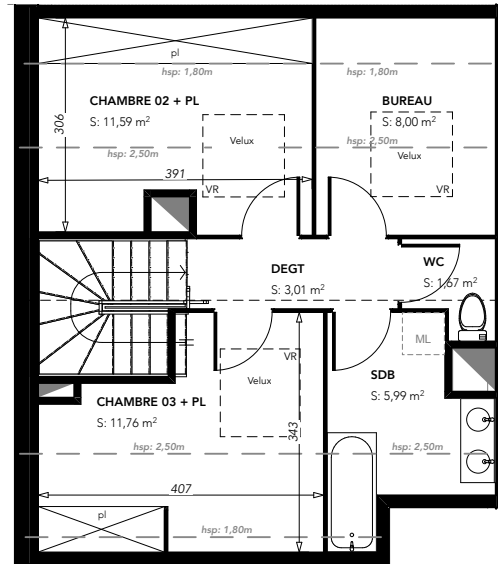 pl
hsp: 1,80m
hsp: 1,80m
CHAMBRE 02 + PL
S: 11,59 m²
BUREAU
S: 8,00 m²
306
Velux
hsp: 2,50m
hsp: 2,50m
Velux
391
VR
VR
DEGT
S: 3,01 m²
WC
S: 1,67 m²
ML
VR
Velux
SDB
S: 5,99 m²
CHAMBRE 03 + PL
S: 11,76 m²
343
hsp: 2,50m
hsp: 2,50m
407
pl
hsp: 1,80m